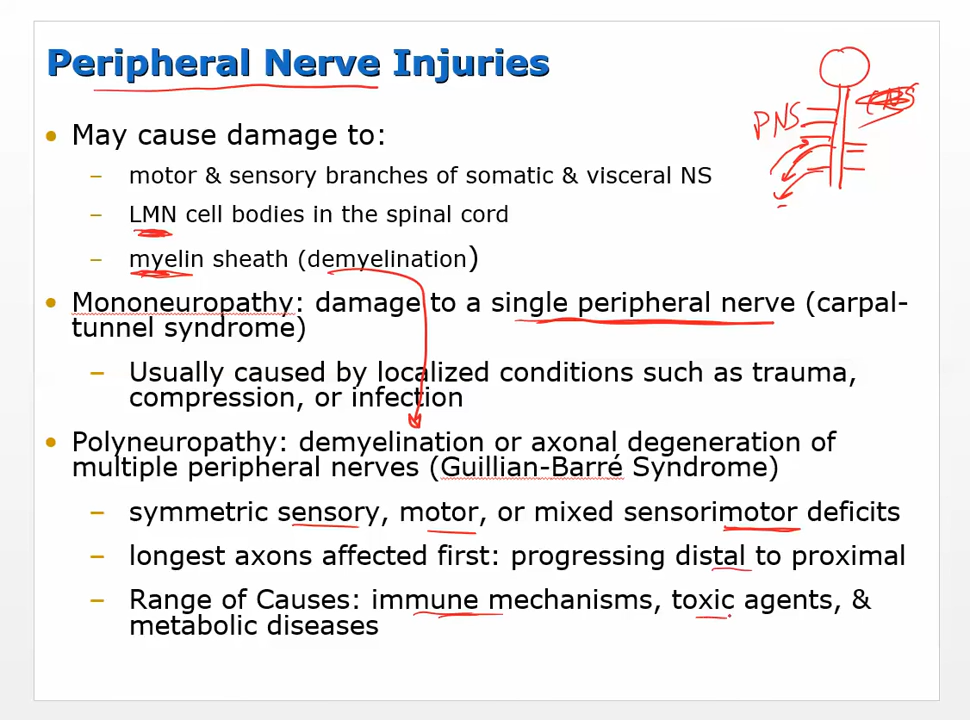 Peripheral Nerve Injuries
PNS
• May cause damage to:
– motor & sensory branches of somatic & visceral NS
– LMN cell bodies in the spinal cord
– myelin sheath (demyelination)
• Mononeuropathy: damage to a single peripheral nerve (carpal-
tunnel syndrome)
– Usually caused by localized conditions such as trauma,
compression, or infection
• Polyneuropathy: demyelination or axonal degeneration of
multiple peripheral nerves (Guillian-Barré Syndrome)
– symmetric sensory, motor, or mixed sensorimotor deficits
– longest axons affected first: progressing distal to proximal
– Range of Causes: immune mechanisms, toxic agents, &
metabolic diseases